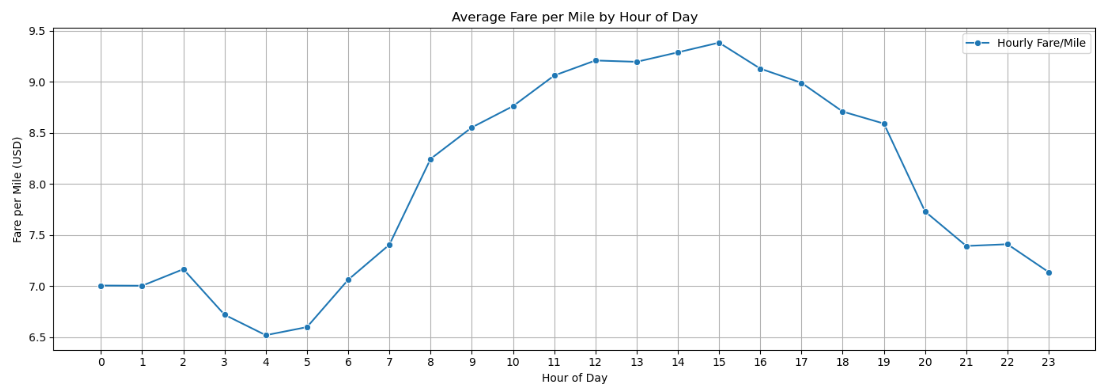 Average Fare per Mile by Hour of Day
Hourly Fare/Mile
Fare per Mile (USD)
9.5
9.0
8.5
8.0
7.5
7.0
6.5
0 1 2 3 4 5 6 7 8 9 10 11 12 13 14 15 16 17 18 19 20 21 22 23
Hour of Day